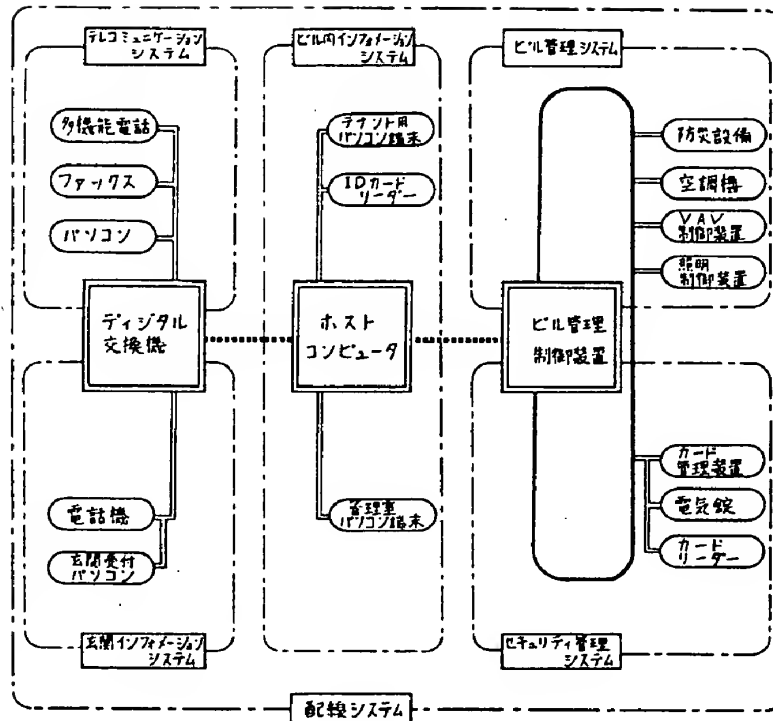 テレコミュニケーション
システム
ビル内インフォメーション
システム
ビル管理システム
多機能電話
ファックス
パソコン
テナント用
パソコン端末
IDカード
リーダー
防災設備
空調機
VAV
制御装置
照明
制御装置
ディジタル
交換機
ホスト
コンピュータ
ビル管理
制御装置
電話機
玄関受付
パソコン
管理室
パソコン端末
カード
管理装置
電気錠
カード
リーダー
玄関インフォメーション
システム
セキュリティ管理
システム
配線システム